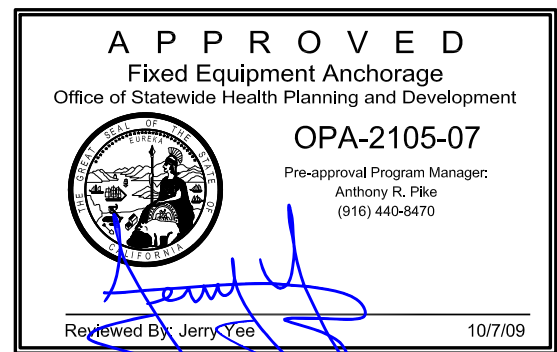 A P P R O V E D
Fixed Equipment Anchorage
Office of Statewide Health Planning and Development
THE GREAT SEAL OF THE STATE OF CALIFORNIA
EUREKA
OPA-2105-07
Pre-approval Program Manager:
Anthony R. Pike
(916) 440-8470
Jerry Y
Reviewed By: Jerry Yee
10/7/09